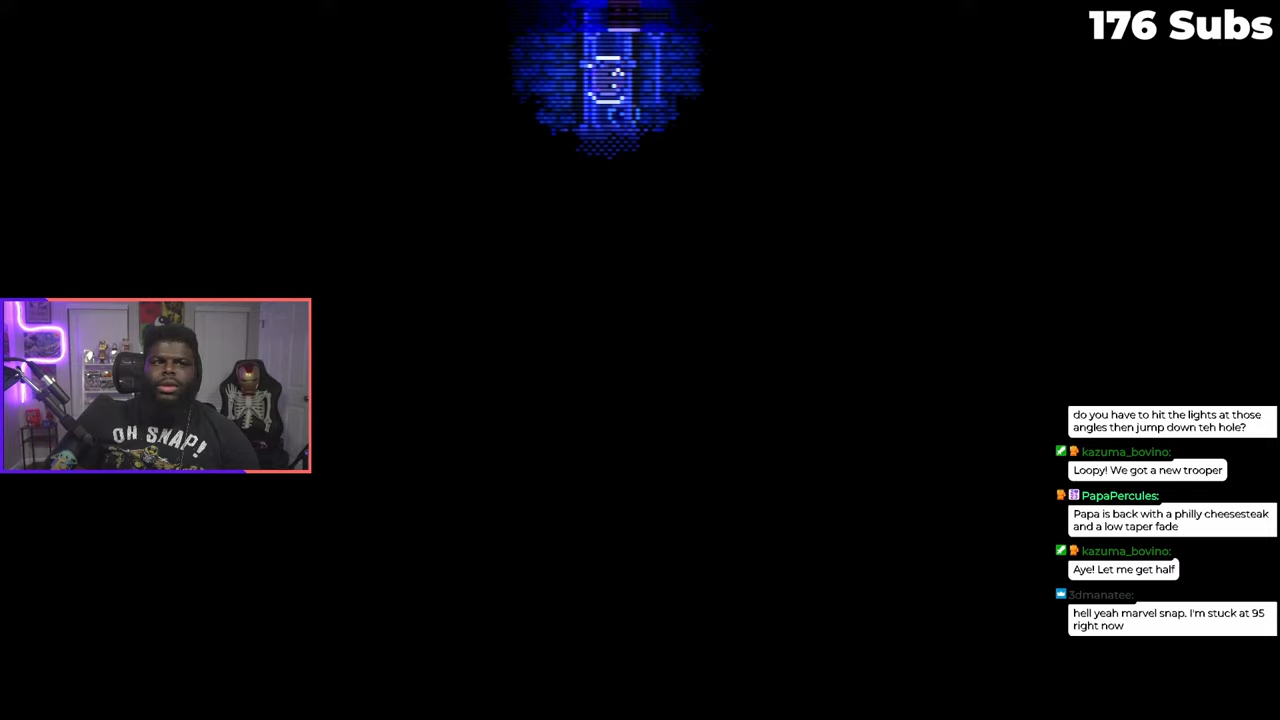 176 Subs
OH SNAP!
do you have to hit the lights at those
angles then jump down teh hole?
kazuma_bovino:
Loopy! We got a new trooper
PapaPercules:
Papa is back with a philly cheesesteak
and a low taper fade
kazuma_bovino:
Aye! Let me get half
3dmanatee:
hell yeah marvel snap. I'm stuck at 95
right now